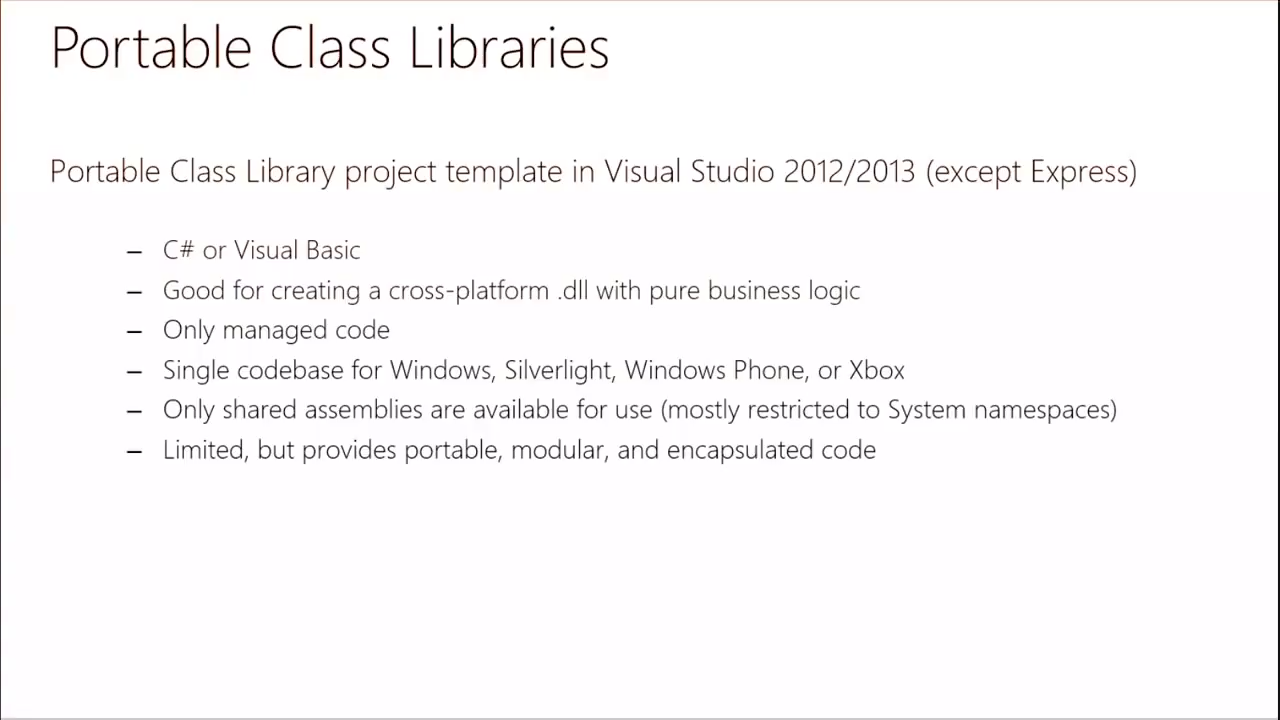 Portable Class Libraries
Portable Class Library project template in Visual Studio 2012/2013 (except Express)
– C# or Visual Basic
– Good for creating a cross-platform .dll with pure business logic
– Only managed code
– Single codebase for Windows, Silverlight, Windows Phone, or Xbox
– Only shared assemblies are available for use (mostly restricted to System namespaces)
– Limited, but provides portable, modular, and encapsulated code